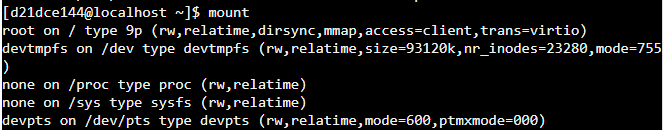 [d21dce144@localhost ~]$ mount
root on / type 9p (rw,relatime,dirsync,mmap,access=client,trans=virtio)
devtmpfs on /dev type devtmpfs (rw,relatime,size=93120k,nr_inodes=23280,mode=755
)
none on /proc type proc (rw,relatime)
none on /sys type sysfs (rw,relatime)
devpts on /dev/pts type devpts (rw,relatime,mode=600,ptmxmode=000)